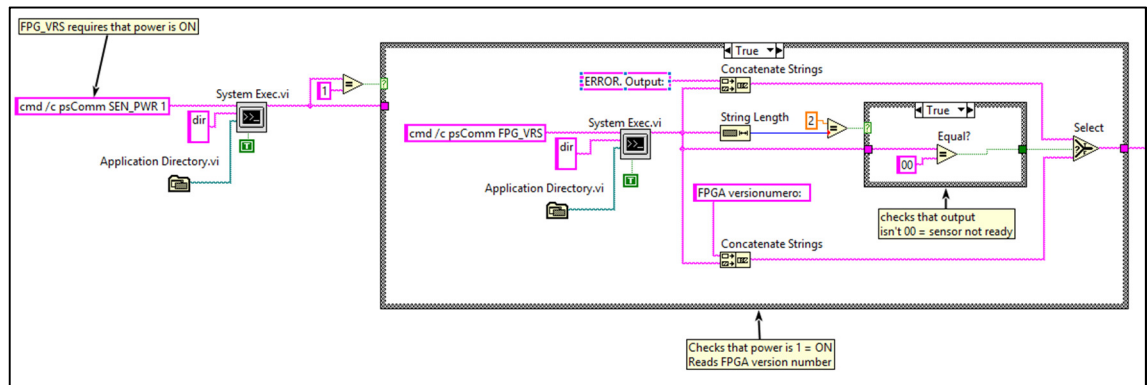 FPG_VRS requires that power is ON
True
System Exec.vi
1
=
cmd /c psComm SEN_PWR 1
dir
T
Application Directory.vi
ERROR. Output:
Concatenate Strings
String Length
2
=
True
Equal?
=
00
Select
cmd /c psComm FPG_VRS
System Exec.vi
dir
T
Application Directory.vi
FPGA versionumero:
checks that output
isn't 00 = sensor not ready
Concatenate Strings
Checks that power is 1 = ON
Reads FPGA version number